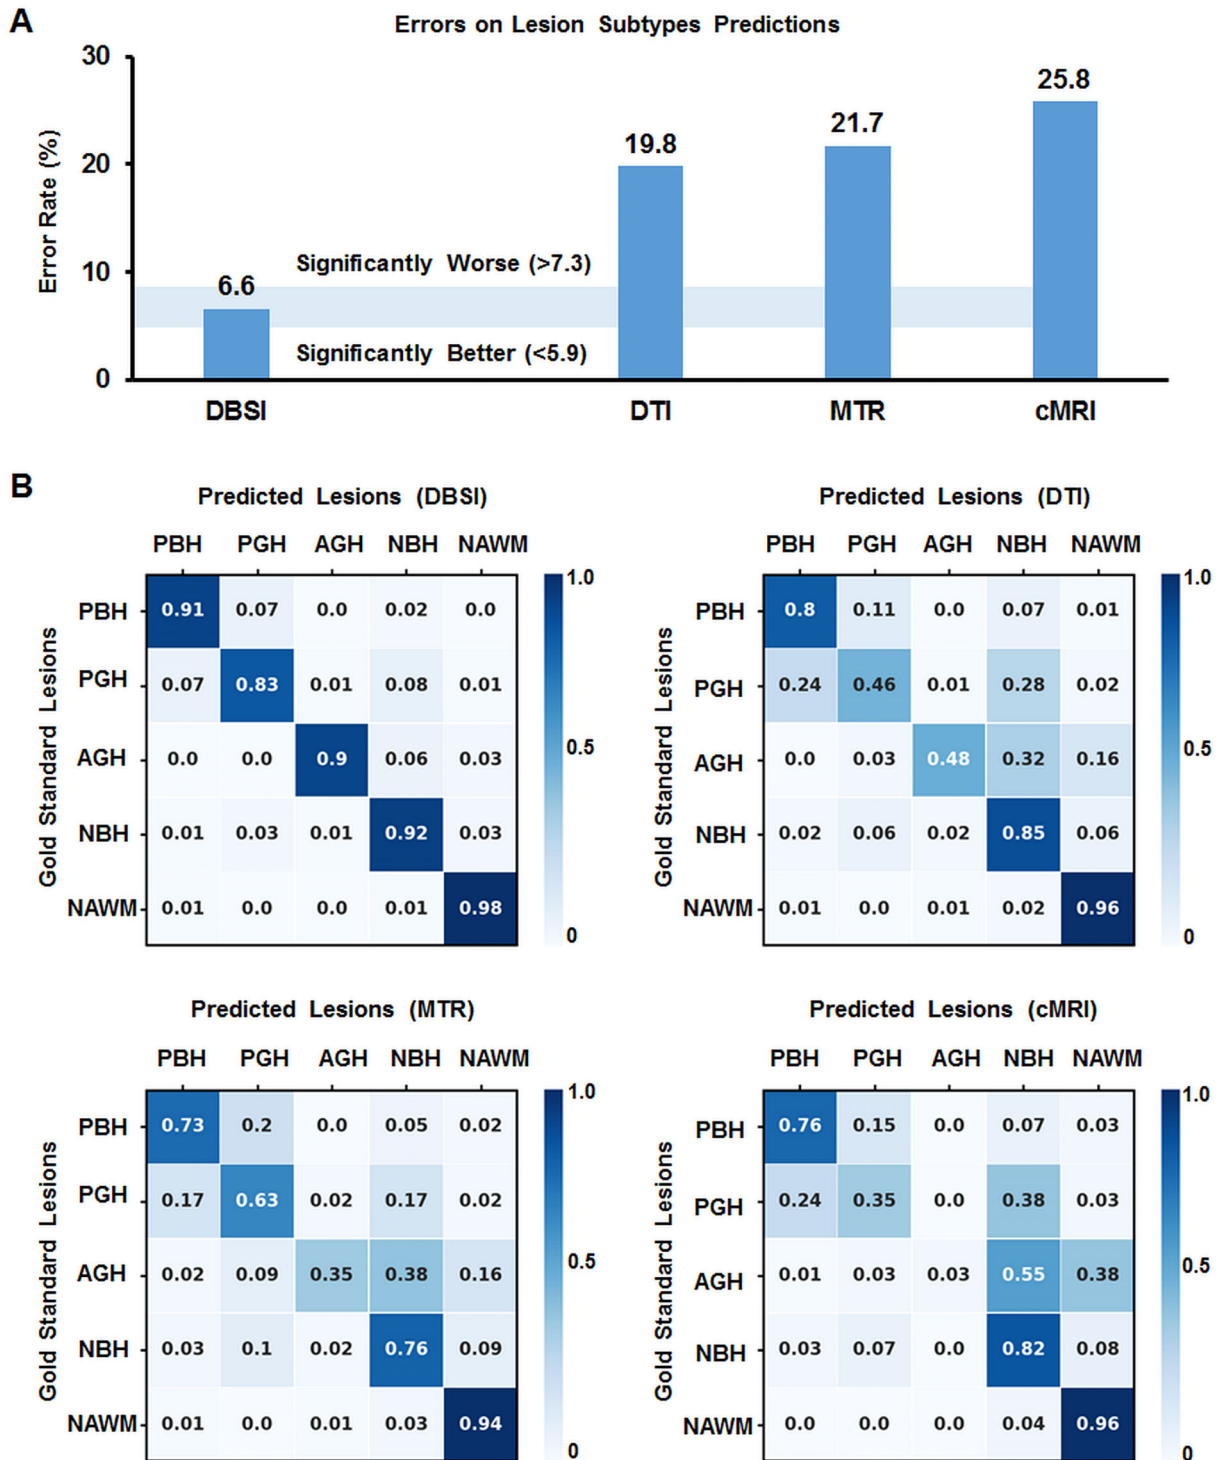 A
Errors on Lesion Subtypes Predictions
Error Rate (%)
30
20
10
0
6.6
19.8
21.7
25.8
Significantly Worse (>7.3)
Significantly Better (<5.9)
DBSI DTI MTR cMRI
B
Predicted Lesions (DBSI)
PBH PGH AGH NBH NAWM
Gold Standard Lesions
PBH 0.91 0.07 0.0 0.02 0.0
PGH 0.07 0.83 0.01 0.08 0.01
AGH 0.0 0.0 0.9 0.06 0.03
NBH 0.01 0.03 0.01 0.92 0.03
NAWM 0.01 0.0 0.0 0.01 0.98
1.0
0.5
0
Predicted Lesions (DTI)
PBH PGH AGH NBH NAWM
Gold Standard Lesions
PBH 0.8 0.11 0.0 0.07 0.01
PGH 0.24 0.46 0.01 0.28 0.02
AGH 0.0 0.03 0.48 0.32 0.16
NBH 0.02 0.06 0.02 0.85 0.06
NAWM 0.01 0.0 0.01 0.02 0.96
1.0
0.5
0
Predicted Lesions (MTR)
PBH PGH AGH NBH NAWM
Gold Standard Lesions
PBH 0.73 0.2 0.0 0.05 0.02
PGH 0.17 0.63 0.02 0.17 0.02
AGH 0.02 0.09 0.35 0.38 0.16
NBH 0.03 0.1 0.02 0.76 0.09
NAWM 0.01 0.0 0.01 0.03 0.94
1.0
0.5
0
Predicted Lesions (cMRI)
PBH PGH AGH NBH NAWM
Gold Standard Lesions
PBH 0.76 0.15 0.0 0.07 0.03
PGH 0.24 0.35 0.0 0.38 0.03
AGH 0.01 0.03 0.03 0.55 0.38
NBH 0.03 0.07 0.0 0.82 0.08
NAWM 0.0 0.0 0.0 0.04 0.96
1.0
0.5
0